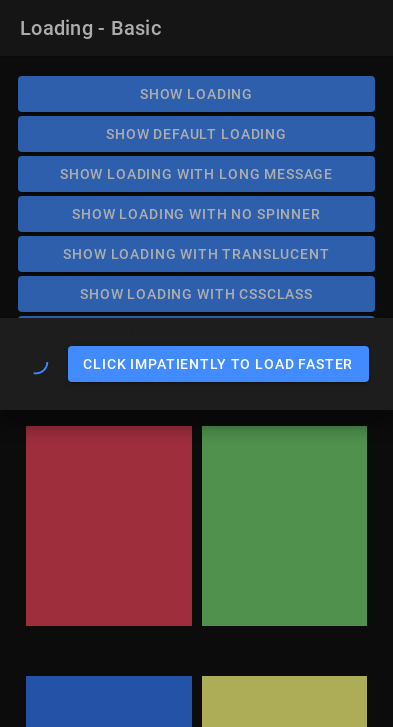 Loading - Basic
SHOW LOADING
SHOW DEFAULT LOADING
SHOW LOADING WITH LONG MESSAGE
SHOW LOADING WITH NO SPINNER
SHOW LOADING WITH TRANSLUCENT
SHOW LOADING WITH CSSCLASS
CLICK IMPATIENTLY TO LOAD FASTER